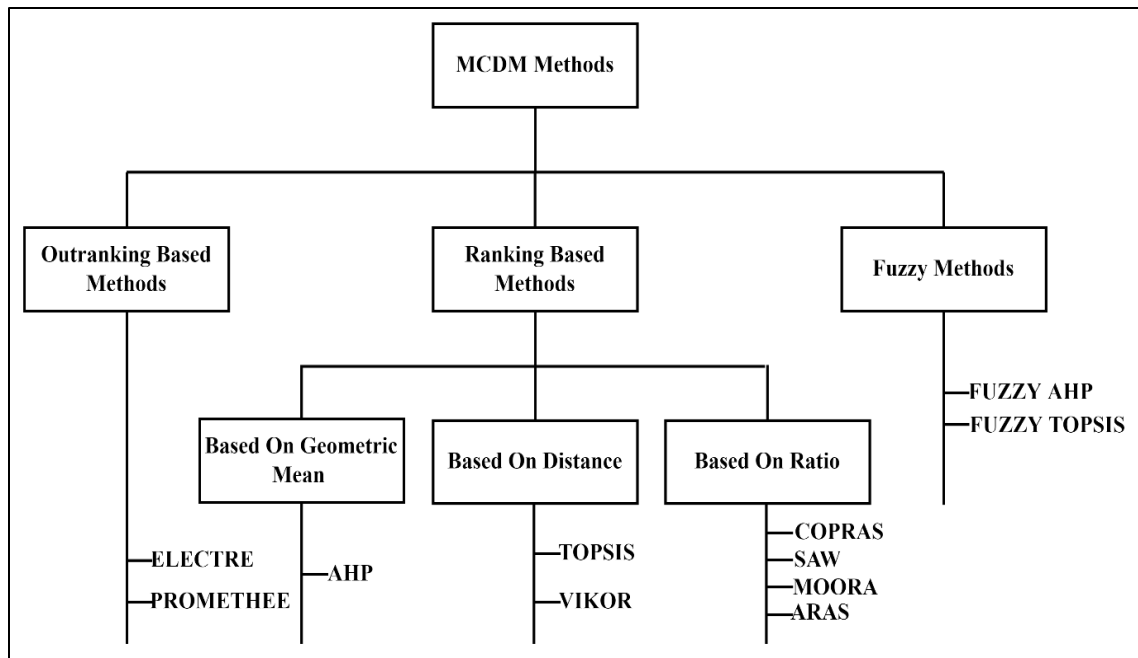 MCDM Methods
Outranking Based
Methods
Ranking Based
Methods
Fuzzy Methods
Based On Geometric
Mean
Based On Distance
Based On Ratio
FUZZY AHP
FUZZY TOPSIS
ELECTRE
PROMETHEE
AHP
TOPSIS
VIKOR
COPRAS
SAW
MOORA
ARAS